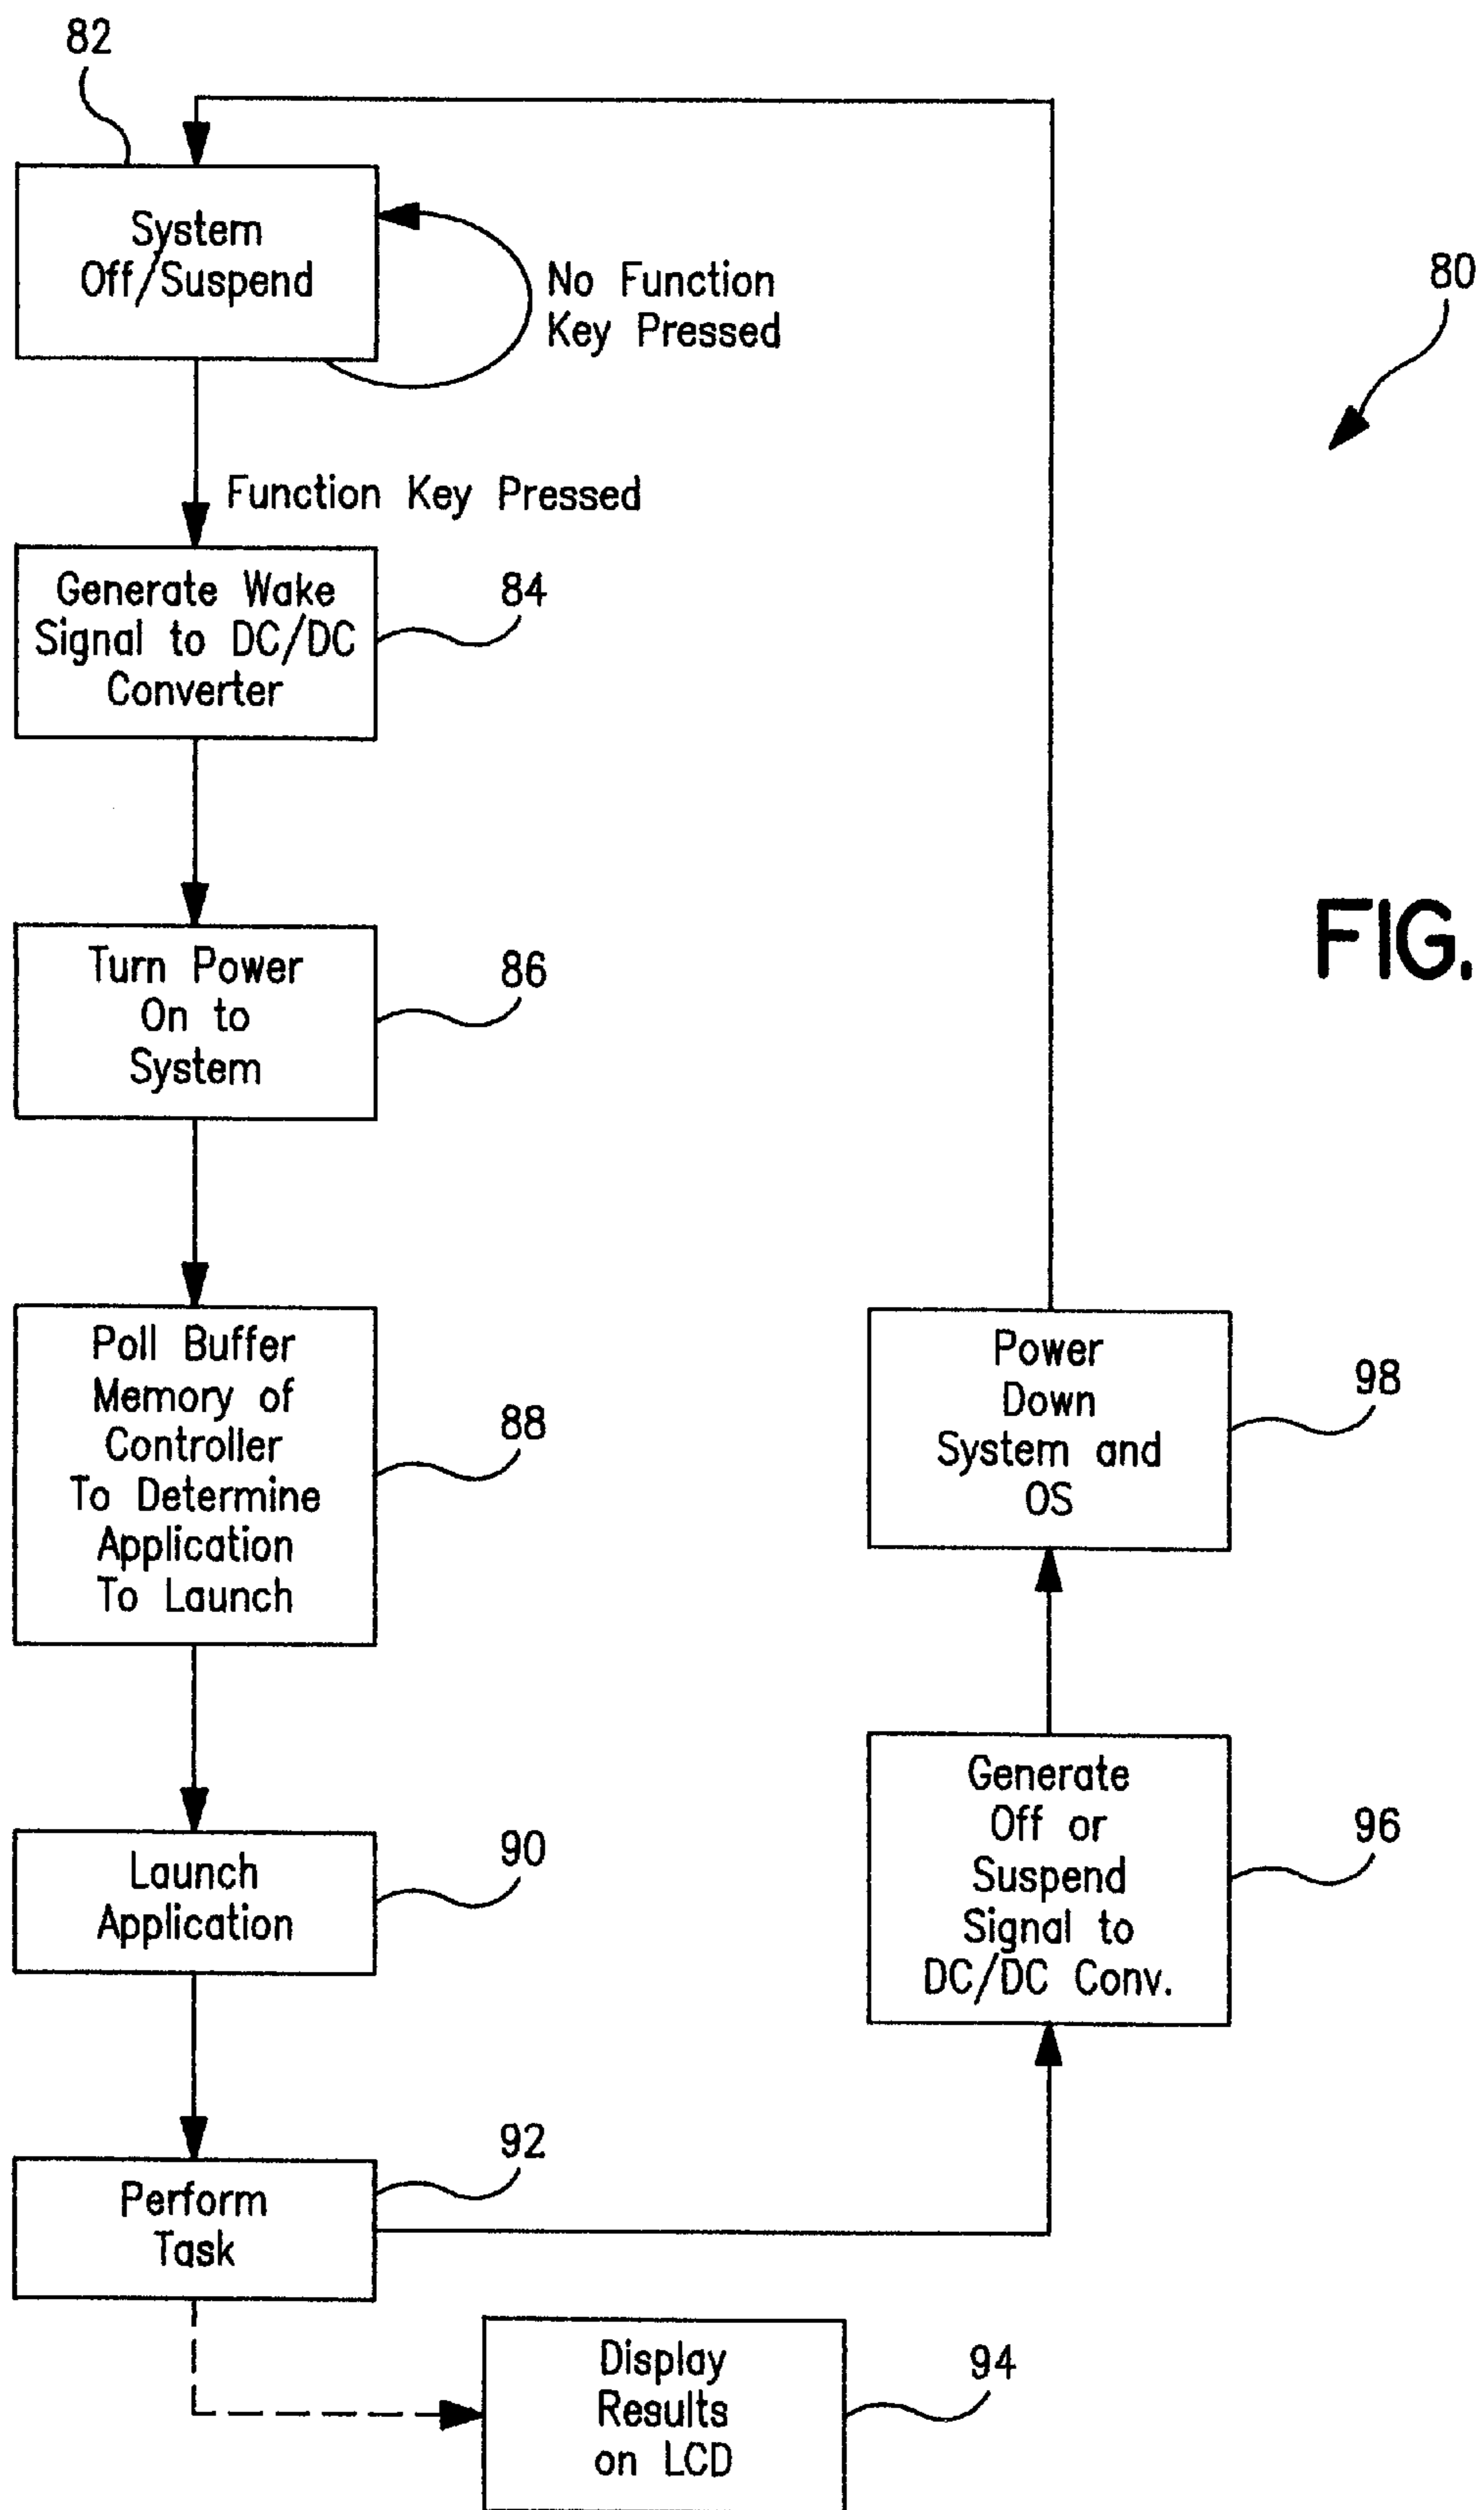 82
System
Off/Suspend
No Function
Key Pressed
80
Function Key Pressed
Generate Wake
Signal to DC/DC
Converter
84
FIG.
Turn Power
On to
System
86
Poll Buffer
Memory of
Controller
To Determine
Application
To Launch
88
Power
Down
System and
OS
98
Launch
Application
90
Generate
Off or
Suspend
Signal to
DC/DC Conv.
96
Perform
Task
92
Display
Results
on LCD
94